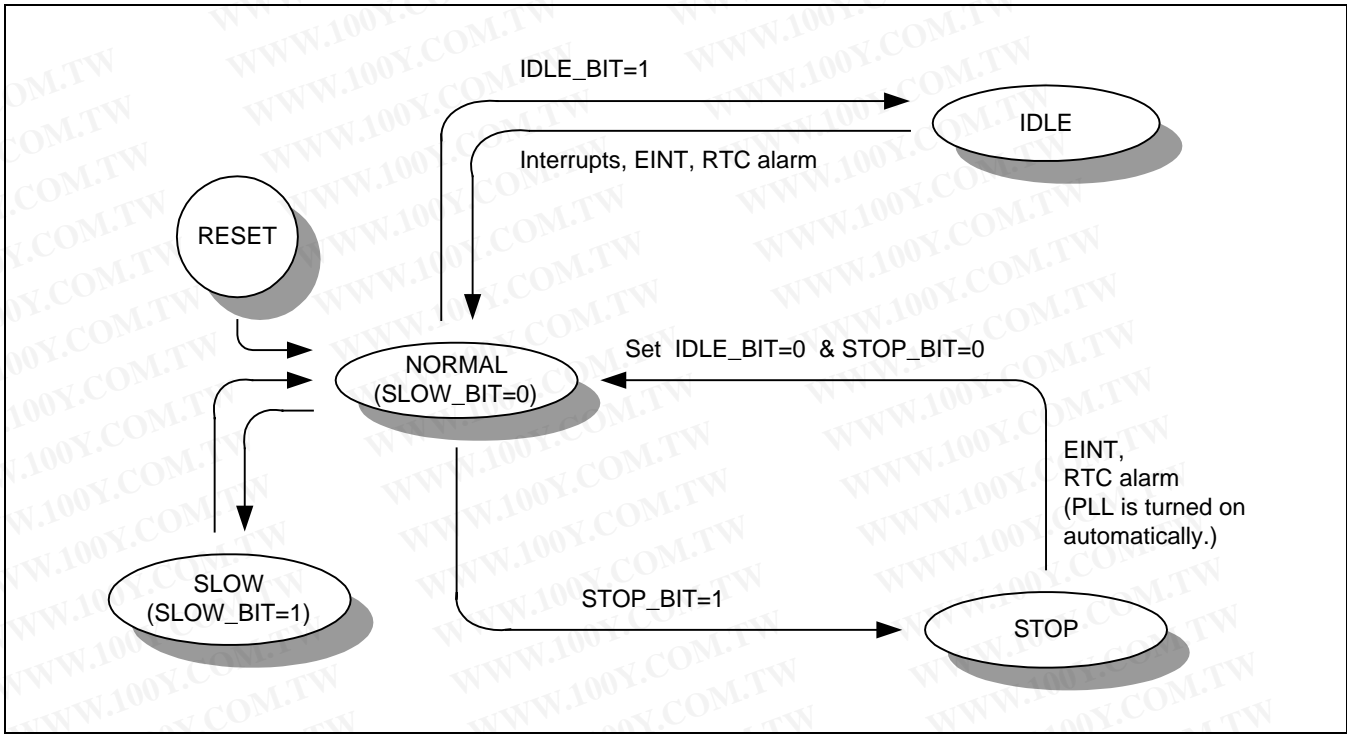 IDLE_BIT=1
IDLE
Interrupts, EINT, RTC alarm
RESET
NORMAL
(SLOW_BIT=0)
Set IDLE_BIT=0 & STOP_BIT=0
EINT,
RTC alarm
(PLL is turned on
automatically.)
SLOW
(SLOW_BIT=1)
STOP_BIT=1
STOP
WWW.100Y.COM.TW